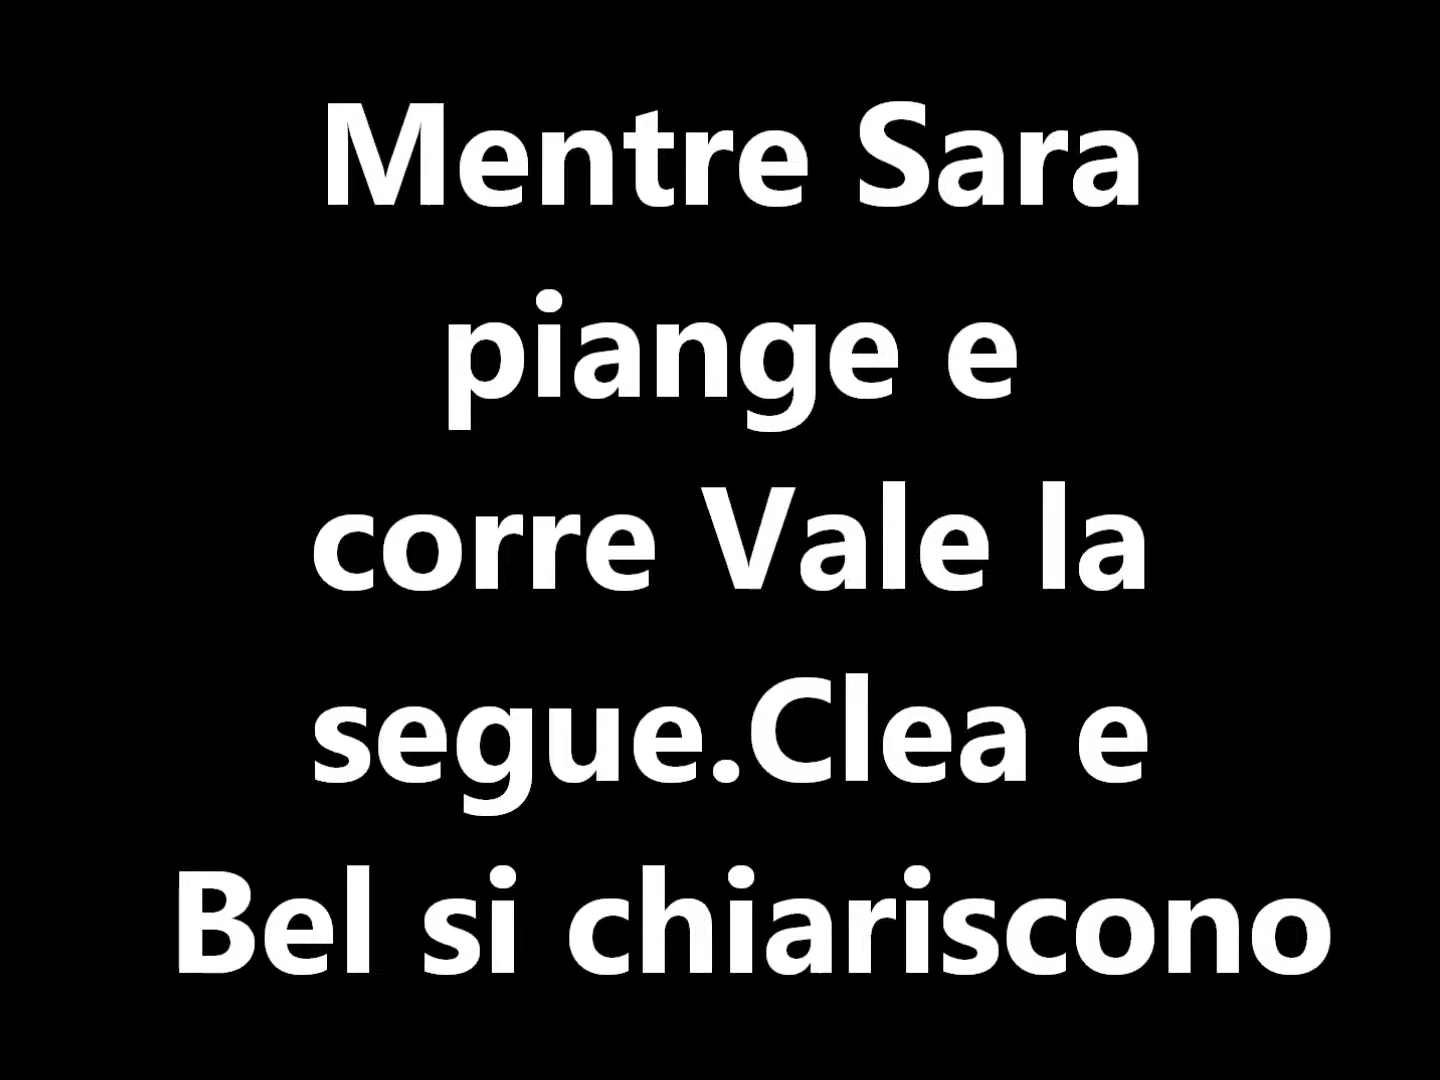 Mentre Sara
piange e
corre Vale la
segue.Clea e
Bel si chiariscono